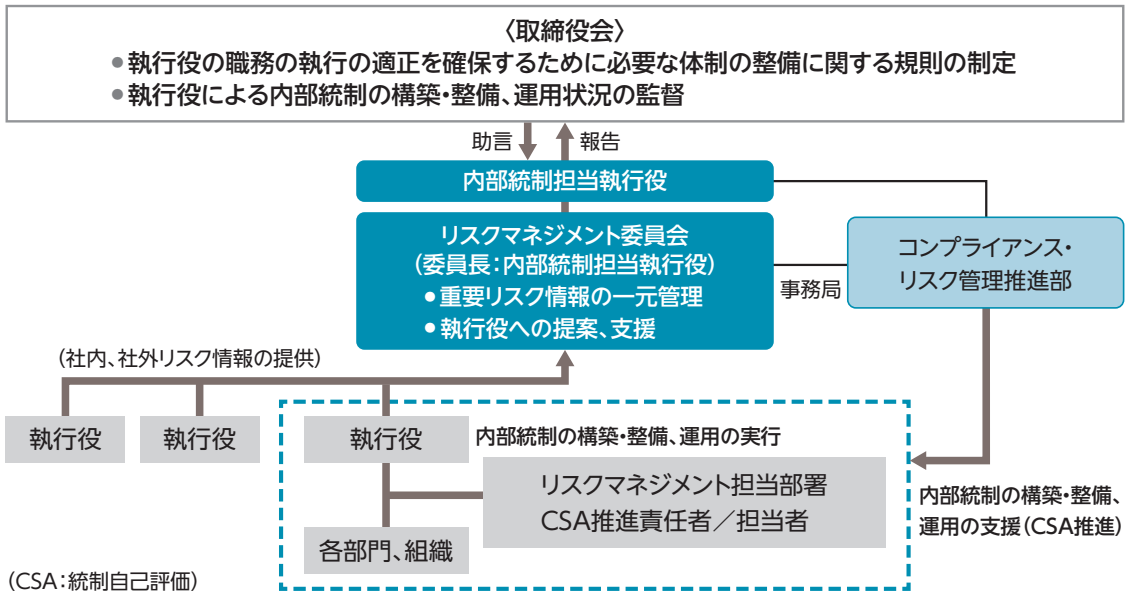 〈取締役会〉
●執行役の職務の執行の適正を確保するために必要な体制の整備に関する規則の制定
●執行役による内部統制の構築・整備、運用状況の監督
助言
報告
内部統制担当執行役
リスクマネジメント委員会
(委員長:内部統制担当執行役)
●重要リスク情報の一元管理
●執行役への提案、支援
事務局
コンプライアンス・
リスク管理推進部
(社内、社外リスク情報の提供)
執行役
執行役
執行役
内部統制の構築・整備、運用の実行
リスクマネジメント担当部署
CSA推進責任者／担当者
各部門、組織
内部統制の構築・整備、
運用の支援(CSA推進)
(CSA:統制自己評価)